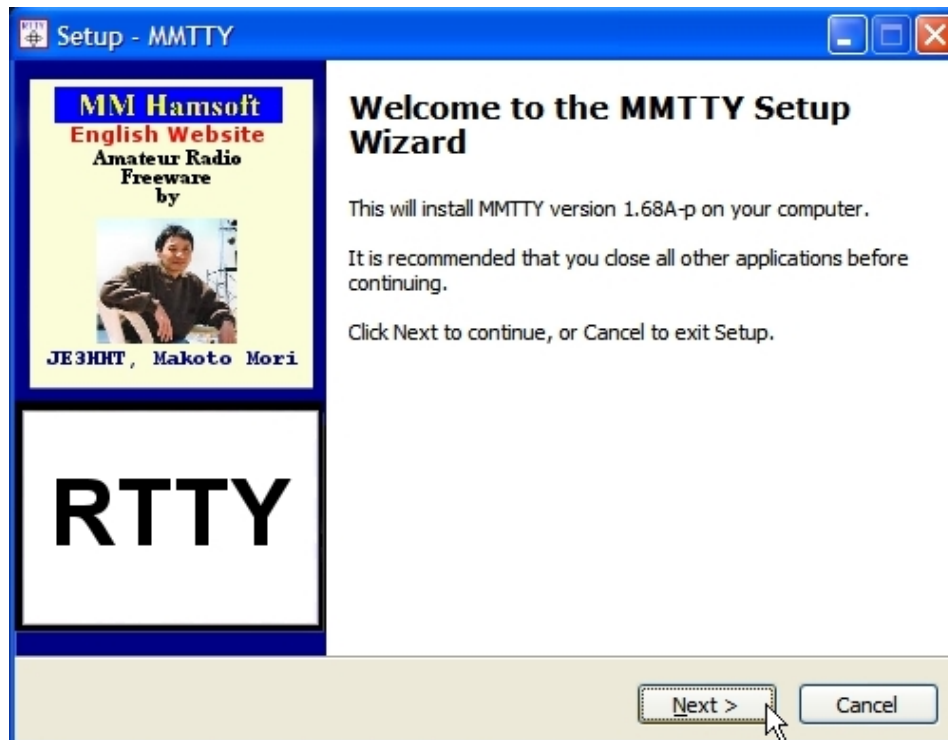 Setup - MMTTY
MM Hamsoft
English Website
Amateur Radio
Freeware
by
JE3HHT, Makoto Mori
RTTY
Welcome to the MMTTY Setup
Wizard
This will install MMTTY version 1.68A-p on your computer.
It is recommended that you close all other applications before
continuing.
Click Next to continue, or Cancel to exit Setup.
Next >
Cancel